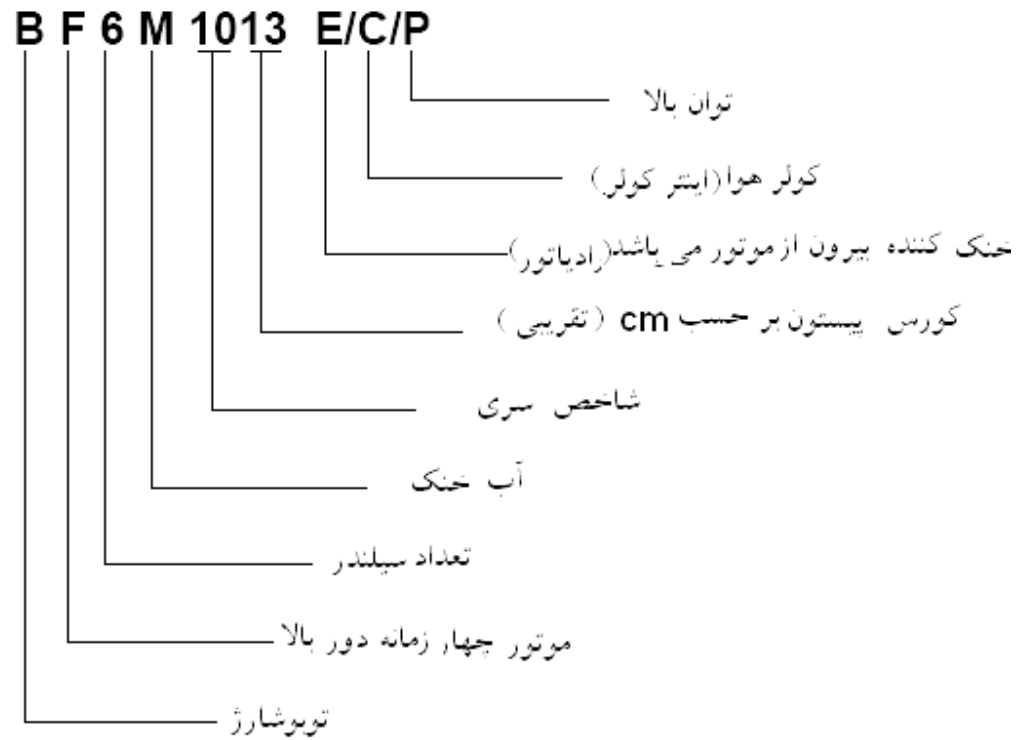 B F 6 M 1013 E/C/P
توان بالا
کولر هوا (اینتر کولر)
خنک کننده بیرون از موتور می باشد (رادیاتور)
کورس پیستون بر حسب cm (تقریبی)
شاخص سری
آب خنک
تعداد سیلندر
موتور چهار زمانه دور بالا
توبوشارژ